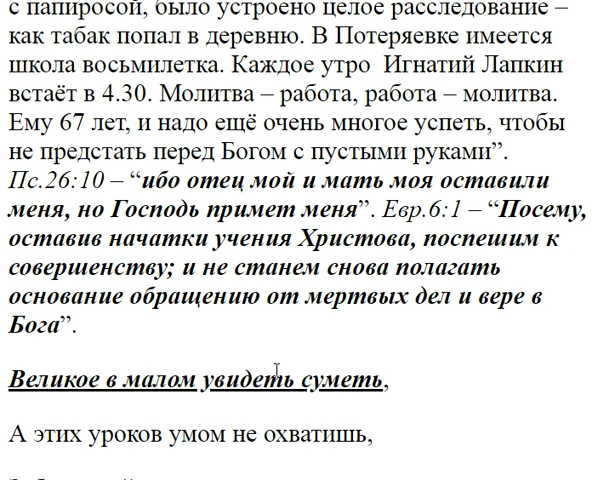 с папиросой, было устроено целое расследование –
как табак попал в деревню. В Потеряевке имеется
школа восьмилетка. Каждое утро  Игнатий Лапкин
встаёт в 4.30. Молитва – работа, работа – молитва.
Ему 67 лет, и надо ещё очень многое успеть, чтобы
не предстать перед Богом с пустыми руками”.
Пс.26:10 – “ибо отец мой и мать моя оставили
меня, но Господь примет меня”. Евр.6:1 – “Посему,
оставив начатки учения Христова, поспешим к
совершенству; и не станем снова полагать
основание обращению от мертвых дел и вере в
Бога”.
Великое в малом увидеть суметь,
А этих уроков умом не охватишь,